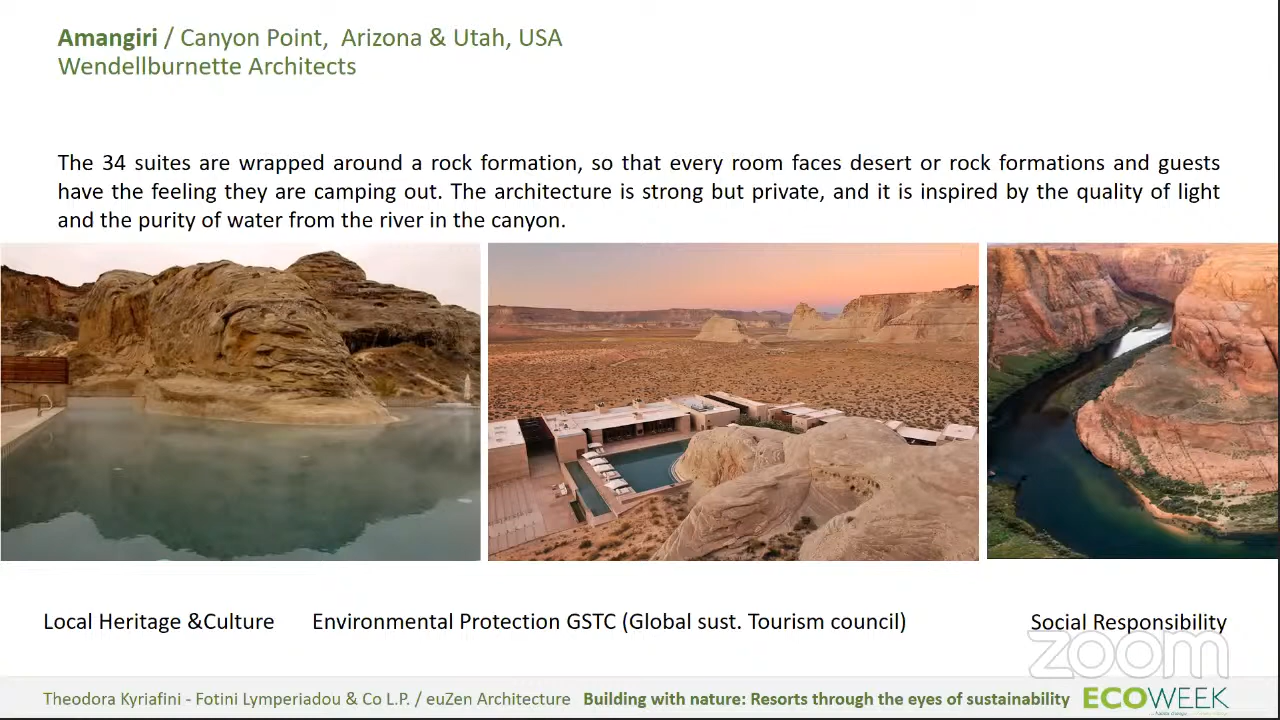 Amangiri / Canyon Point, Arizona & Utah, USA
Wendellburnette Architects
The 34 suites are wrapped around a rock formation, so that every room faces desert or rock formations and guests
have the feeling they are camping out. The architecture is strong but private, and it is inspired by the quality of light
and the purity of water from the river in the canyon.
Local Heritage &Culture Environmental Protection GSTC (Global sust. Tourism council) Social Responsibility
zoom
Theodora Kyriafini - Fotini Lymperiadou & Co L.P. / euZen Architecture Building with nature: Resorts through the eyes of sustainability ECOWEEK